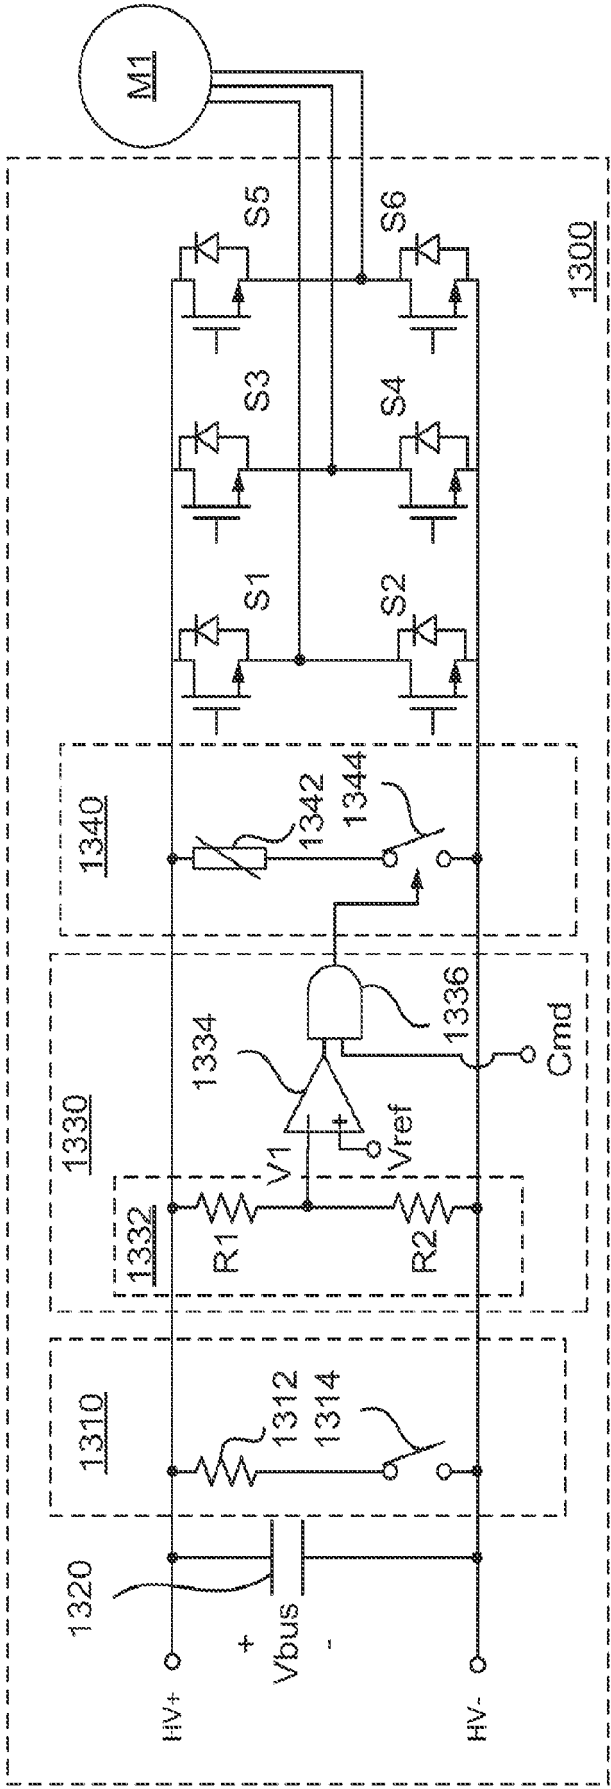 M1
S5
S6
1300
S3
S4
S1
S2
1340
1342
1344
1330
1334
1336
Cmd
1332
V1
+
Vref
R1
R2
1310
1312
1314
1320
+
Vbus
-
HV+
HV-